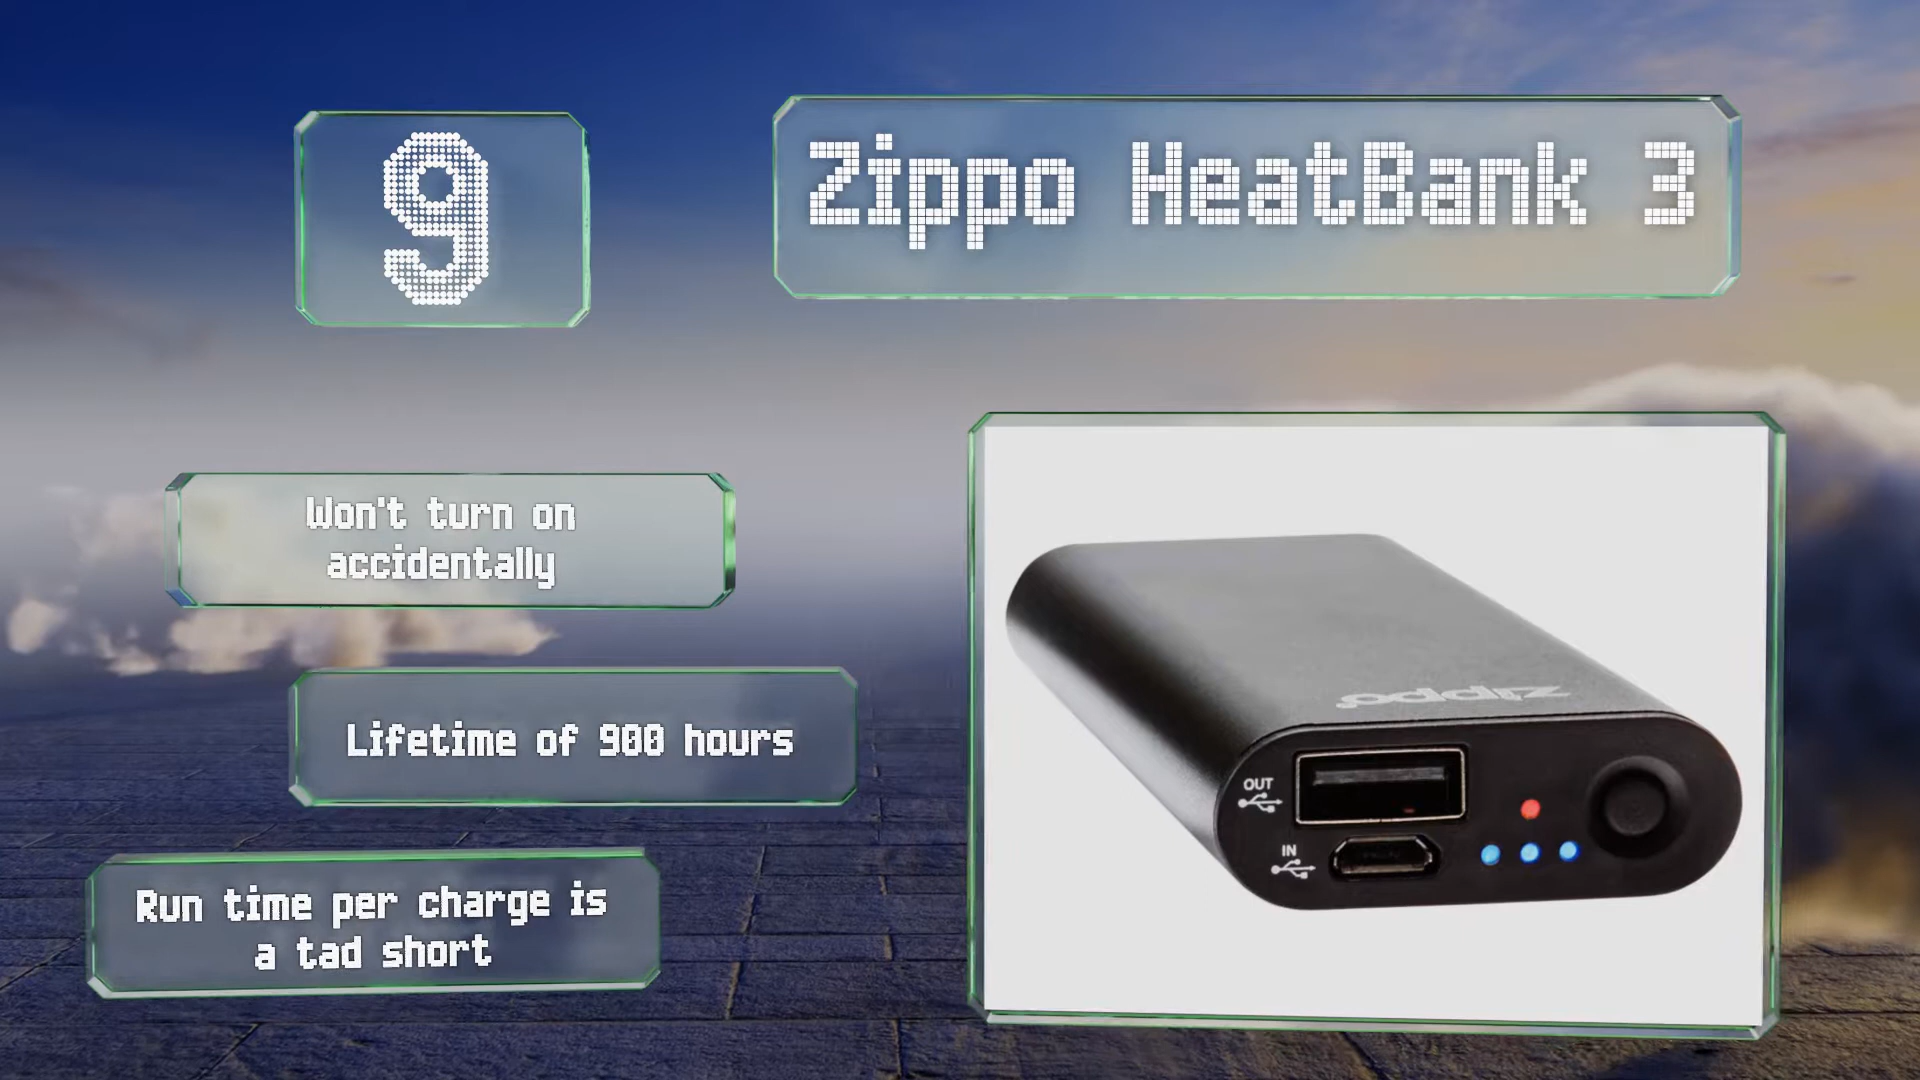 9
Zippo HeatBank 3
Won't turn on
accidentally
Lifetime of 900 hours
Run time per charge is
a tad short
zippo
OUT
IN